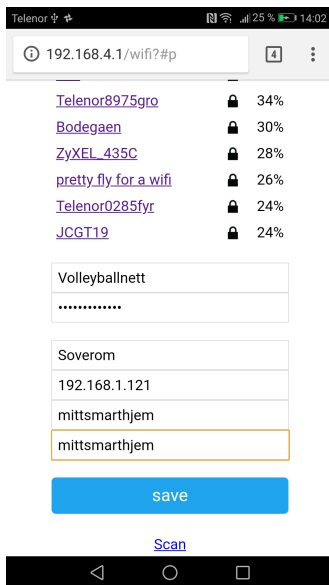 Telenor 25 % 14:02
192.168.4.1/wifi?#p 4
Telenor8975gro 34%
Bodegaen 30%
ZyXEL_435C 28%
pretty fly for a wifi 26%
Telenor0285fyr 24%
JCGT19 24%
Volleyballnett
•••••••••••••
Soverom
192.168.1.121
mittsmarthjem
mittsmarthjem
save
Scan